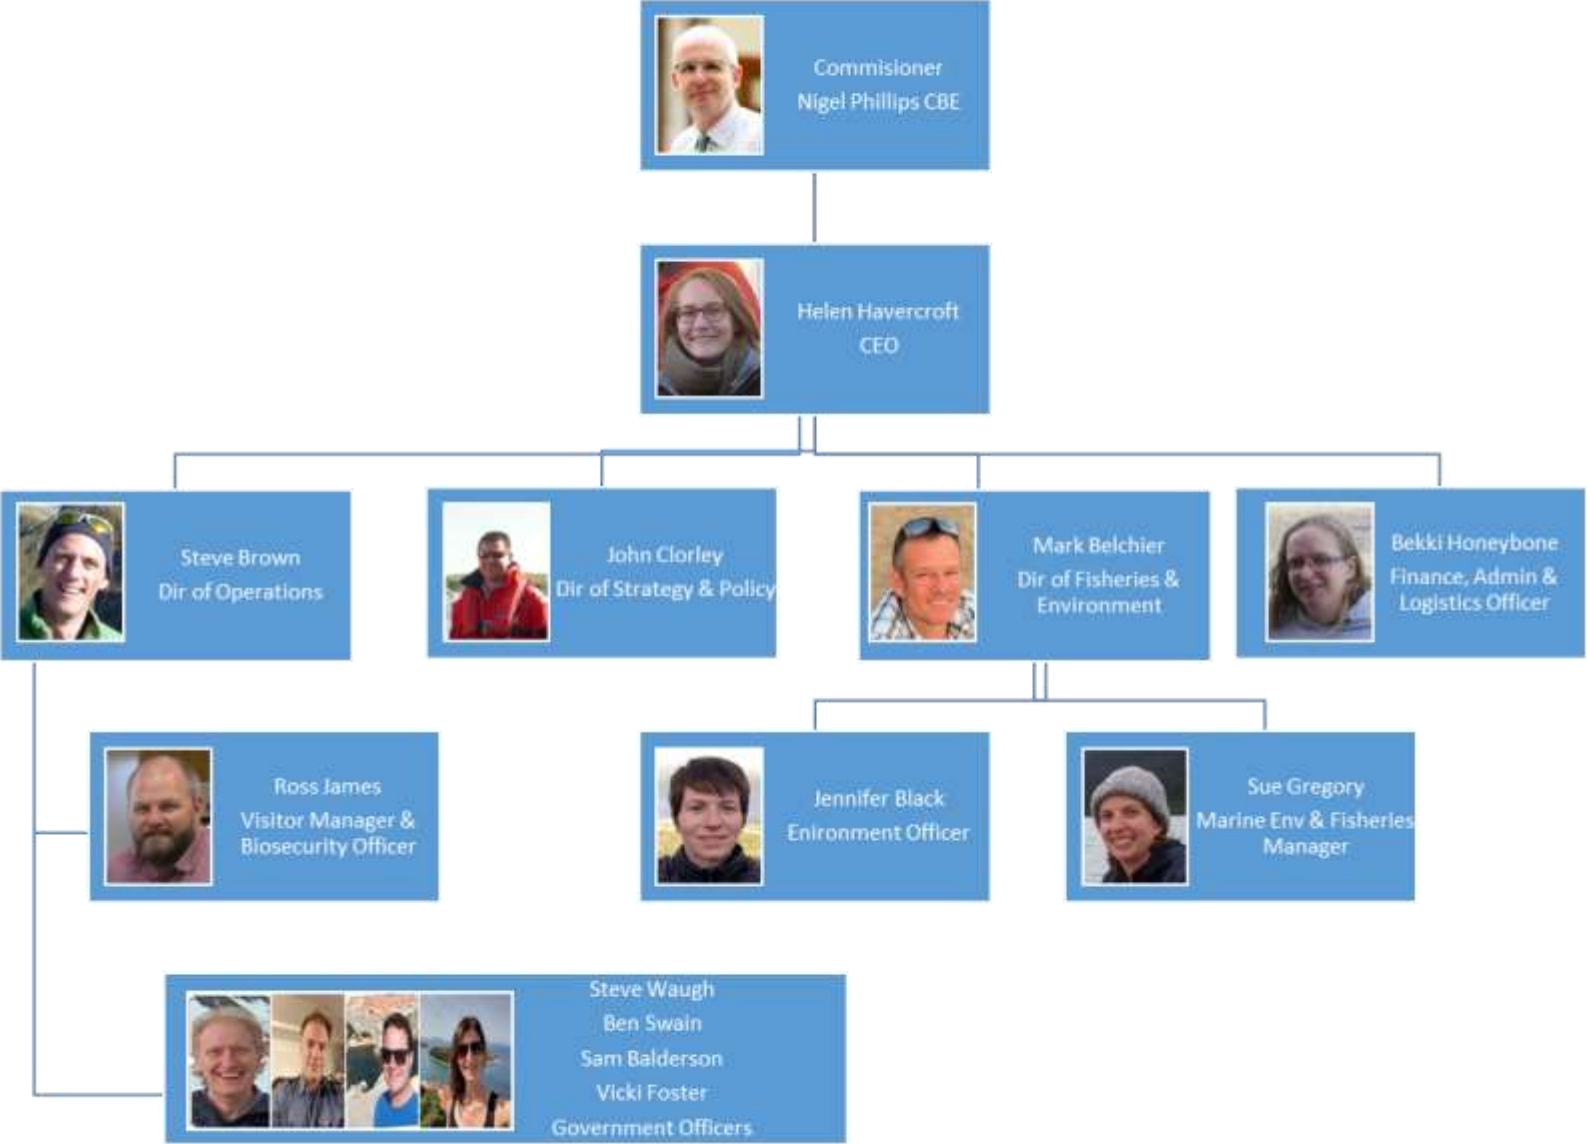 Commisioner
Nigel Phillips CBE
Helen Havercroft
CEO
Steve Brown
Dir of Operations
John Clorley
Dir of Strategy & Policy
Mark Belchier
Dir of Fisheries &
Environment
Bekki Honeybone
Finance, Admin &
Logistics Officer
Ross James
Visitor Manager &
Biosecurity Officer
Jennifer Black
Enironment Officer
Sue Gregory
Marine Env & Fisheries
Manager
Steve Waugh
Ben Swain
Sam Balderson
Vicki Foster
Government Officers